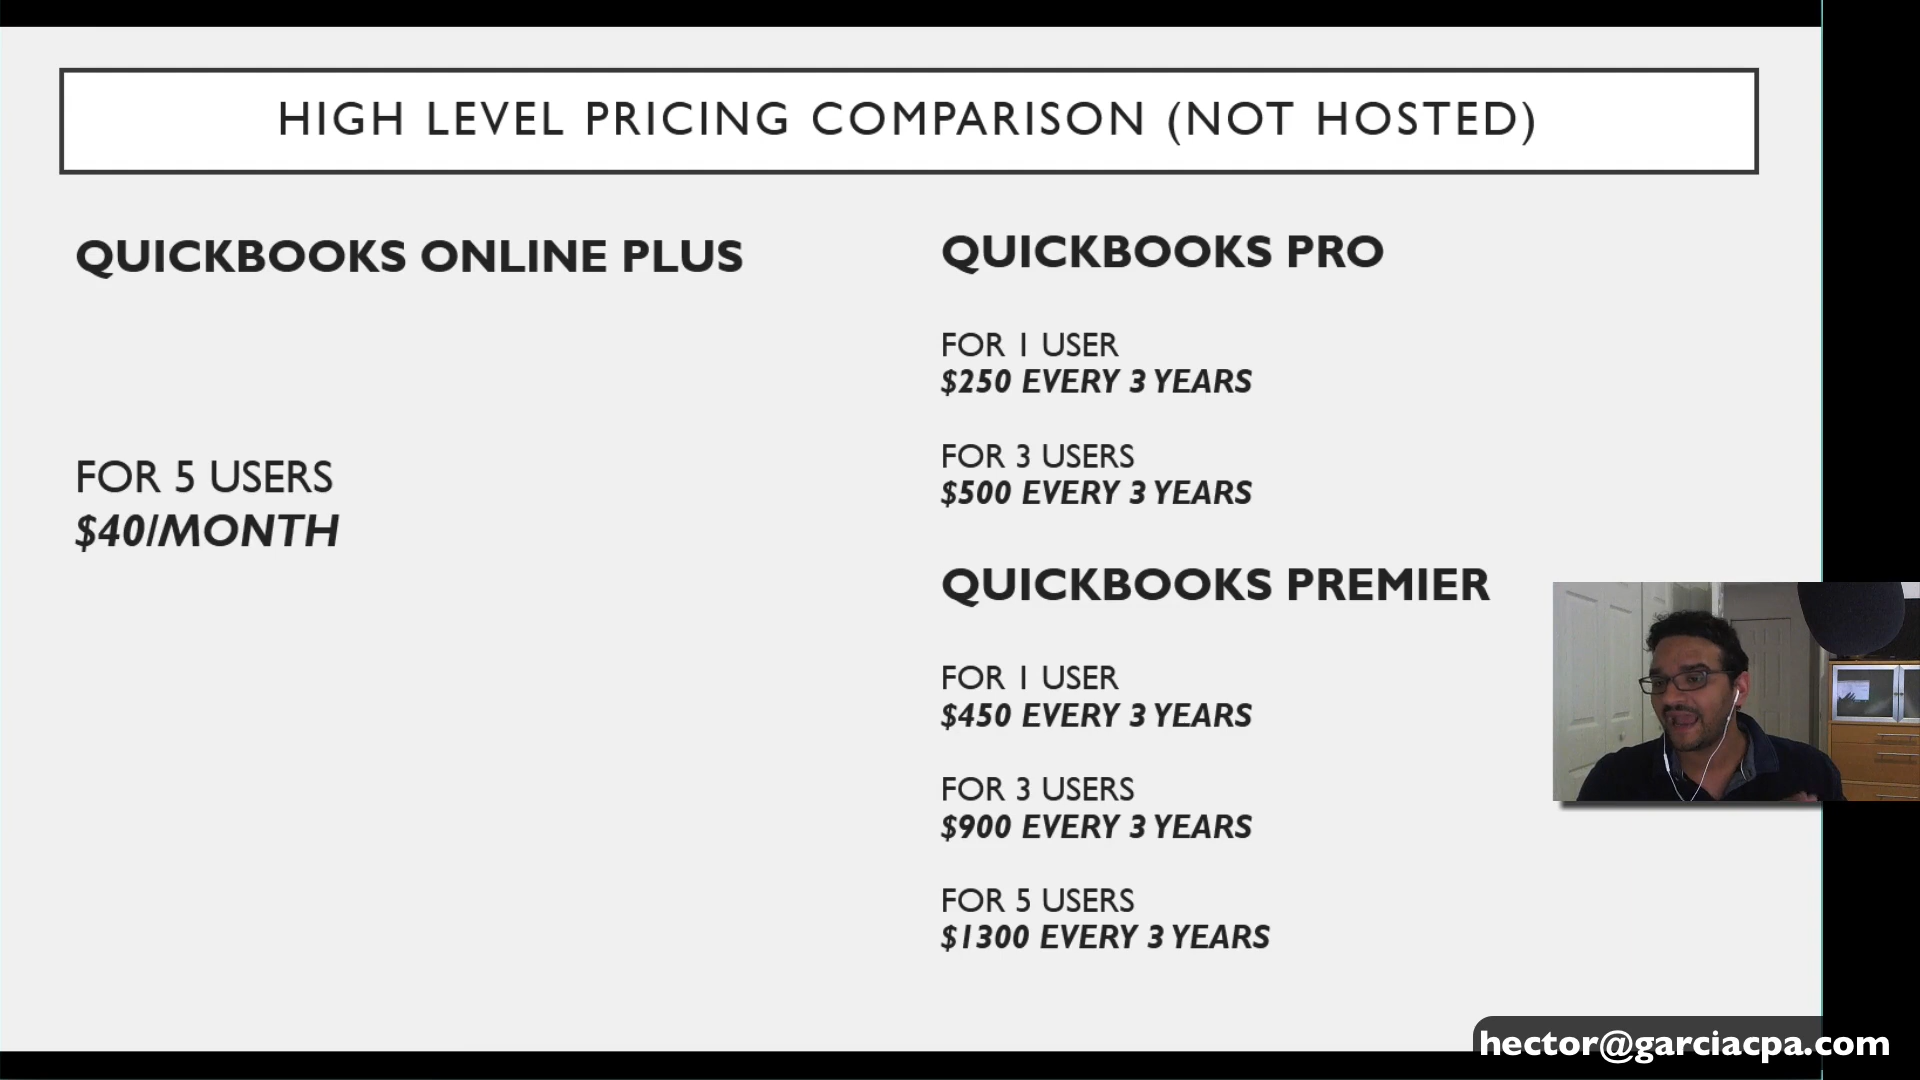 HIGH LEVEL PRICING COMPARISON (NOT HOSTED)
QUICKBOOKS ONLINE PLUS
FOR 5 USERS
$40/MONTH
QUICKBOOKS PRO
FOR 1 USER
$250 EVERY 3 YEARS
FOR 3 USERS
$500 EVERY 3 YEARS
QUICKBOOKS PREMIER
FOR 1 USER
$450 EVERY 3 YEARS
FOR 3 USERS
$900 EVERY 3 YEARS
FOR 5 USERS
$1300 EVERY 3 YEARS
hector@garciacpa.com